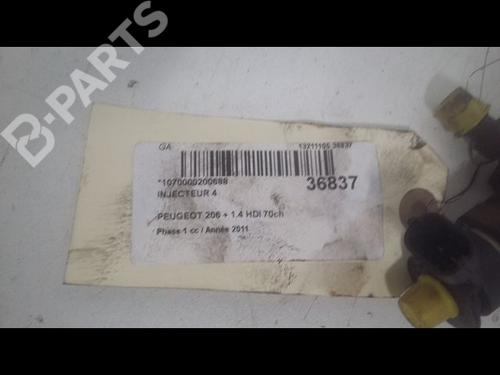 B-PARTS
GA 13211105 36837
*1070000200688 36837
INJECTEUR 4
PEUGEOT 206 + 1.4 HDI 70ch
Phase 1 cc / Année 2011